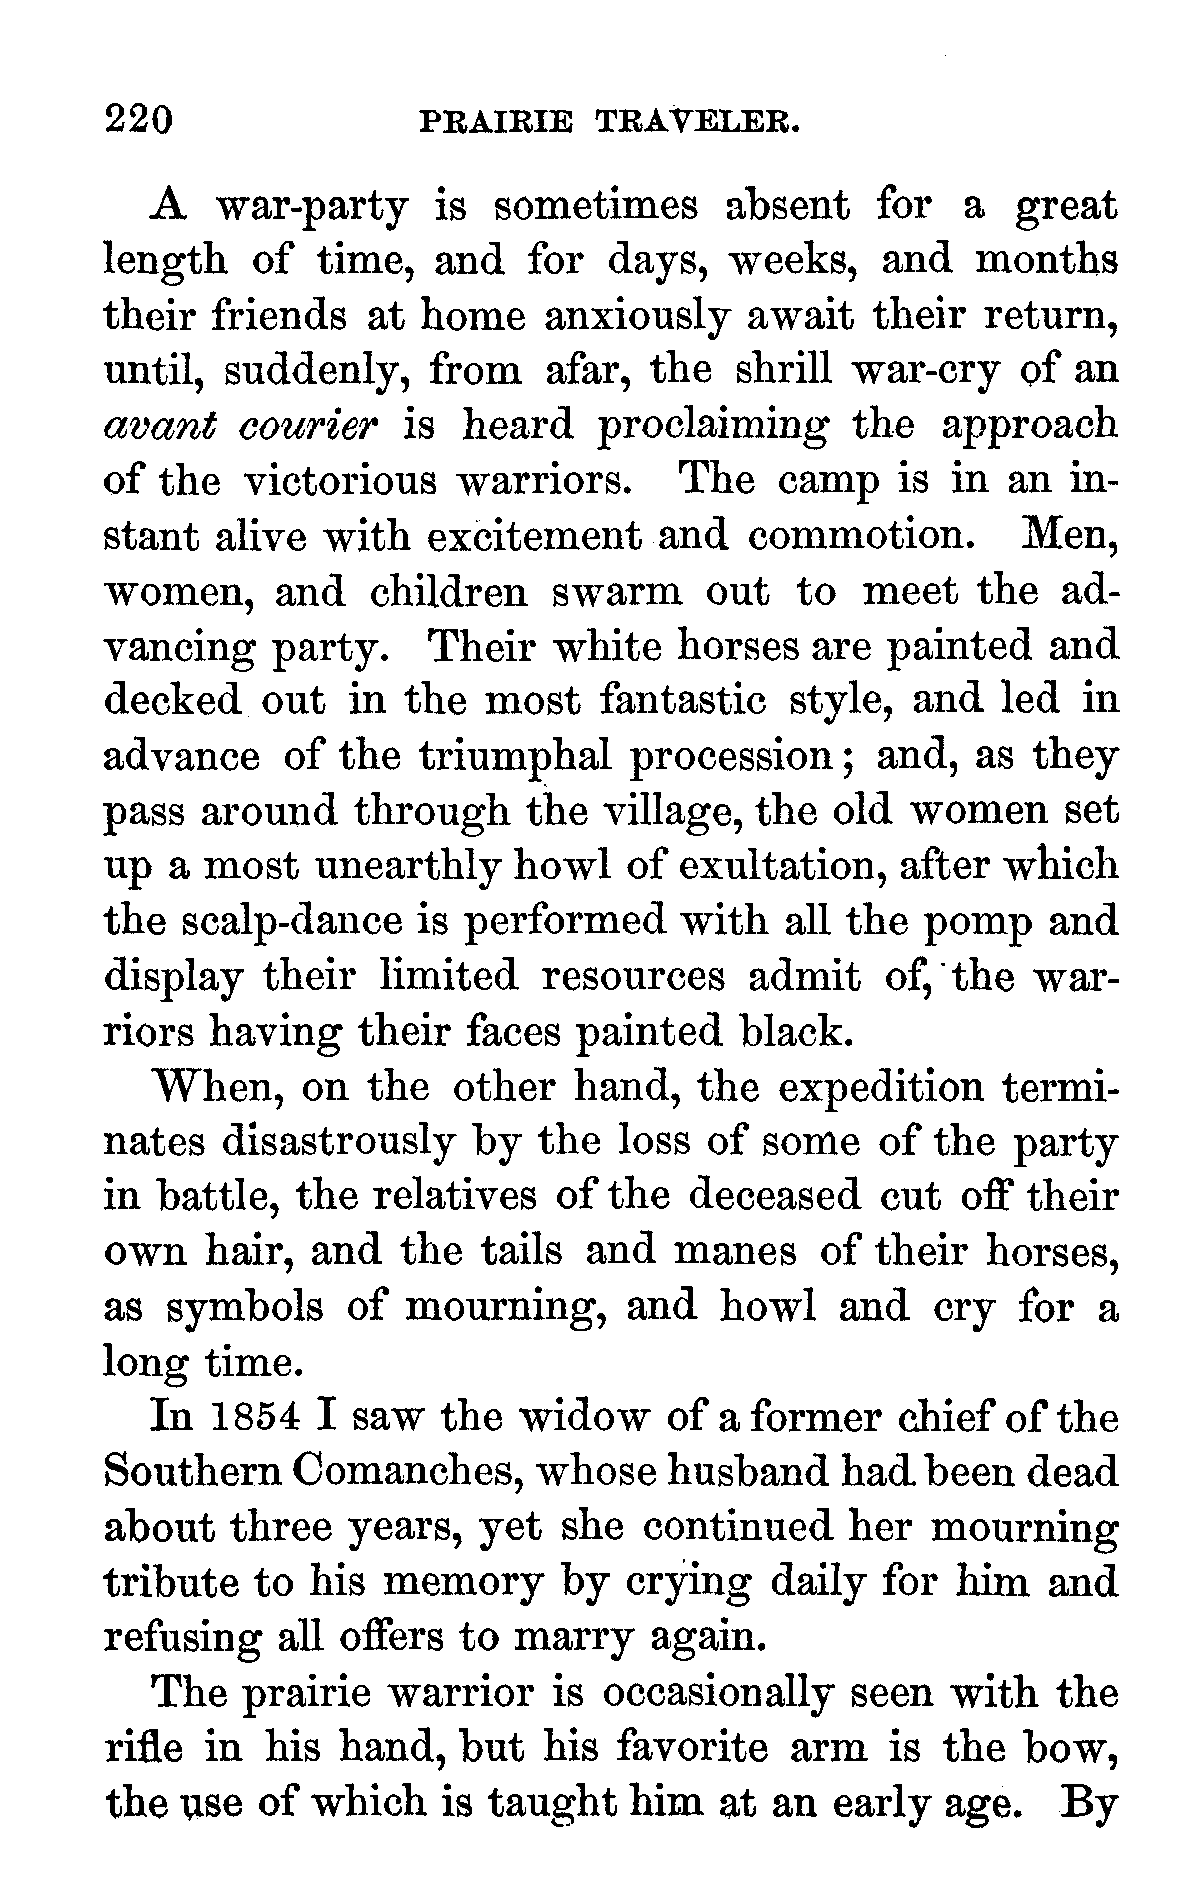 220 PRAIRIE TRAVELER.
A war-party is sometimes absent for a great
length of time, and for days, weeks, and months
their friends at home anxiously await their return,
until, suddenly, from afar, the shrill war-cry of an
avant courier is heard proclaiming the approach
of the victorious warriors. The camp is in an in-
stant alive with excitement and commotion. Men,
women, and children swarm out to meet the ad-
vancing party. Their white horses are painted and
decked out in the most fantastic style, and led in
advance of the triumphal procession; and, as they
pass around through the village, the old women set
up a most unearthly howl of exultation, after which
the scalp-dance is performed with all the pomp and
display their limited resources admit of, the war-
riors having their faces painted black.
When, on the other hand, the expedition termi-
nates disastrously by the loss of some of the party
in battle, the relatives of the deceased cut off their
own hair, and the tails and manes of their horses,
as symbols of mourning, and howl and cry for a
long time.
In 1854 I saw the widow of a former chief of the
Southern Comanches, whose husband had been dead
about three years, yet she continued her mourning
tribute to his memory by crying daily for him and
refusing all offers to marry again.
The prairie warrior is occasionally seen with the
rifle in his hand, but his favorite arm is the bow,
the use of which is taught him at an early age. By